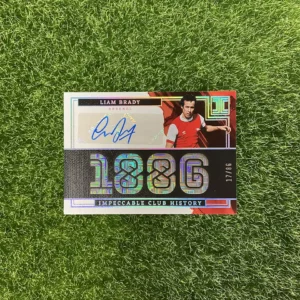 LIAM BRADY
1886
17/86
IMPECCABLE CLUB HISTORY